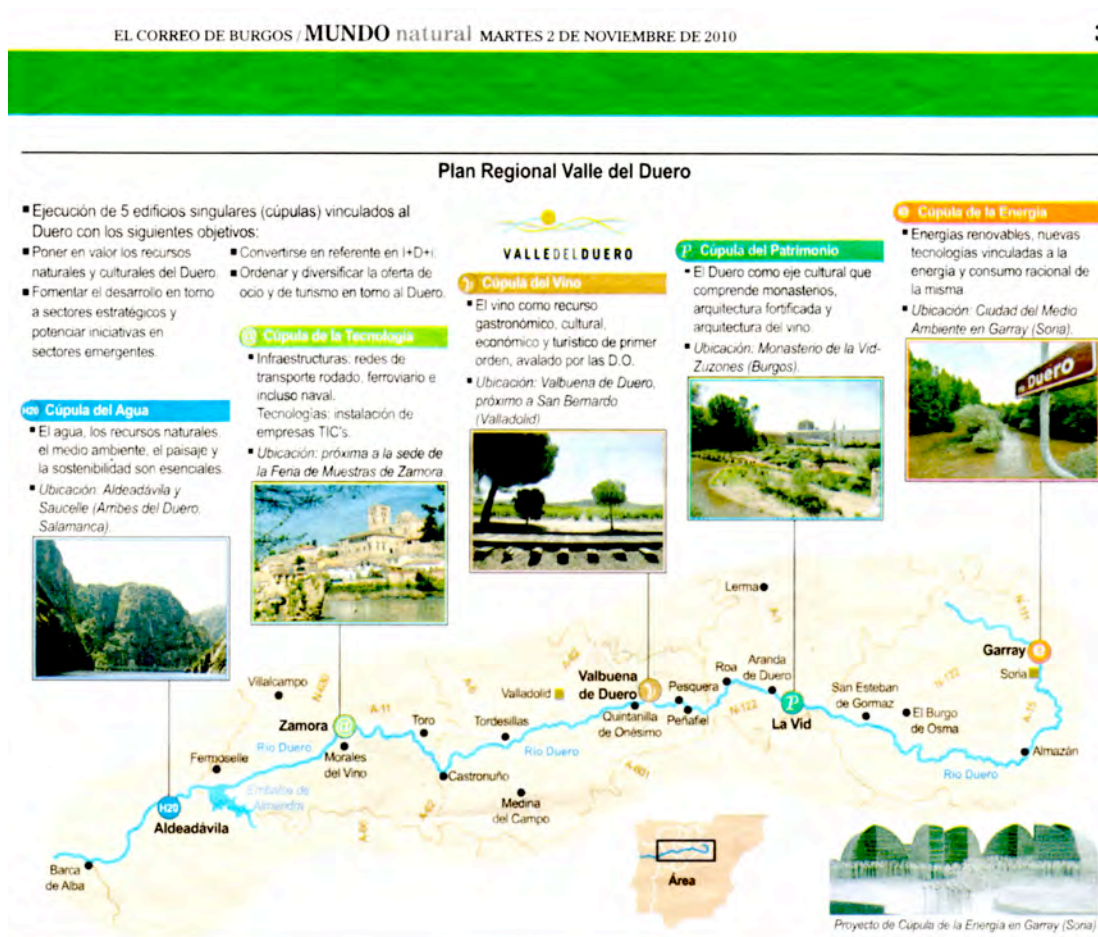 EL CORREO DE BURGOS / MUNDO natural MARTES 2 DE NOVIEMBRE DE 2010
Plan Regional Valle del Duero
■ Ejecución de 5 edificios singulares (cúpulas) vinculados al
Duero con los siguientes objetivos:
■ Poner en valor los recursos
naturales y culturales del Duero.
■ Fomentar el desarrollo en torno
a sectores estratégicos y
potenciar iniciativas en
sectores emergentes.
■ Convertirse en referente en I+D+i.
■ Ordenar y diversificar la oferta de
ocio y de turismo en torno al Duero.
VALLEDELDUERO
H20 Cúpula del Agua
■ El agua, los recursos naturales,
el medio ambiente, el paisaje y
la sostenibilidad son esenciales.
■ Ubicación: Aldeadávila y
Saucelle (Arribes del Duero,
Salamanca).
@ Cúpula de la Tecnología
■ Infraestructuras: redes de
transporte rodado, ferroviario e
incluso naval.
Tecnologías: instalación de
empresas TIC's.
■ Ubicación: próxima a la sede de
la Feria de Muestras de Zamora.
Cúpula del Vino
■ El vino como recurso
gastronómico, cultural,
económico y turístico de primer
orden, avalado por las D.O.
■ Ubicación: Valbuena de Duero,
próximo a San Bernardo
(Valladolid)
P Cúpula del Patrimonio
■ El Duero como eje cultural que
comprende monasterios,
arquitectura fortificada y
arquitectura del vino.
■ Ubicación: Monasterio de la Vid-
Zuzones (Burgos).
e Cúpula de la Energía
■ Energías renovables, nuevas
tecnologías vinculadas a la
energía y consumo racional de
la misma
■ Ubicación: Ciudad del Medio
Ambiente en Garray (Soria).
Duero
Lerma
A-1
N-111
Garray
e
Soria
Villalcampo
N-630
A-6
A-62
Valladolid
Valbuena
de Duero
Pesquera
Roa
Aranda
de Duero
N-122
A-15
Zamora
@
A-11
Toro
Tordesillas
Quintanilla
de Onésimo
Peñafiel
N-122
P
La Vid
San Esteban
de Gormaz
El Burgo
de Osma
Río Duero
Fermoselle
Morales
del Vino
Río Duero
Almazán
Río Duero
Castronuño
A-601
Embalse de
Almendra
H20
Aldeadávila
A-66
A-62
Medina
del Campo
Barca
de Alba
Área
Proyecto de Cúpula de la Energía en Garray (Soria)